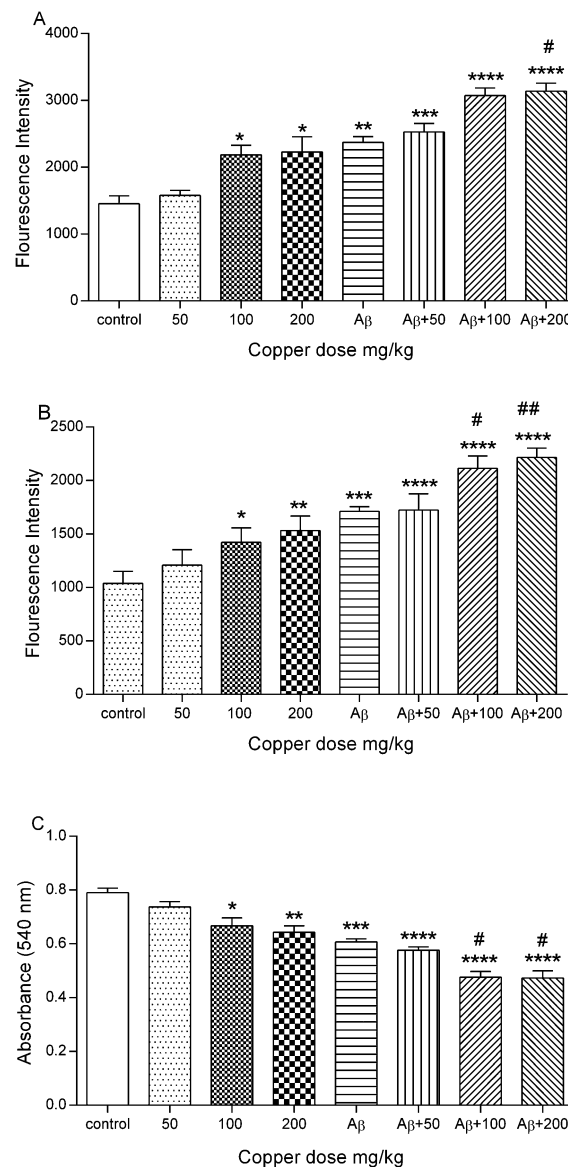 A
4000
3000
2000
1000
0
Flourescence Intensity
* * ** *** **** **** #
control 50 100 200 Aβ Aβ+50 Aβ+100 Aβ+200
Copper dose mg/kg
B
2500
2000
1500
1000
500
0
Flourescence Intensity
* ** *** **** **** # **** ##
control 50 100 200 Aβ Aβ+50 Aβ+100 Aβ+200
Copper dose mg/kg
C
1.0
0.8
0.6
0.4
0.2
0.0
Absorbance (540 nm)
* ** *** **** **** # **** #
control 50 100 200 Aβ Aβ+50 Aβ+100 Aβ+200
Copper dose mg/kg